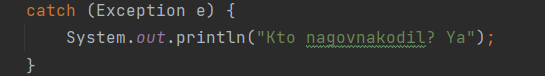 catch (Exception e) {
System.out.println("Kto nagovnakodil? Ya");
}